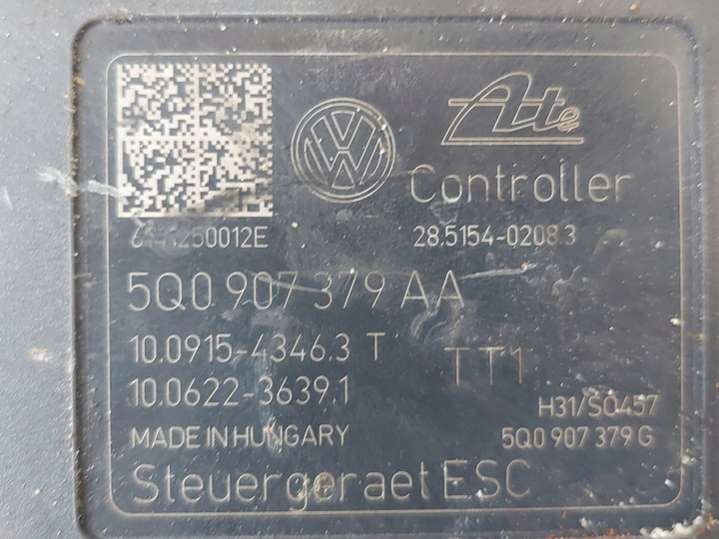 Ate
Controller
28.5154-0208.3
5Q0 907 379 AA
10.0915-4346.3 T
TT1
10.0622-3639.1
H31/SQ457
MADE IN HUNGARY
5Q0 907 379 G
Steuergeraet ESC